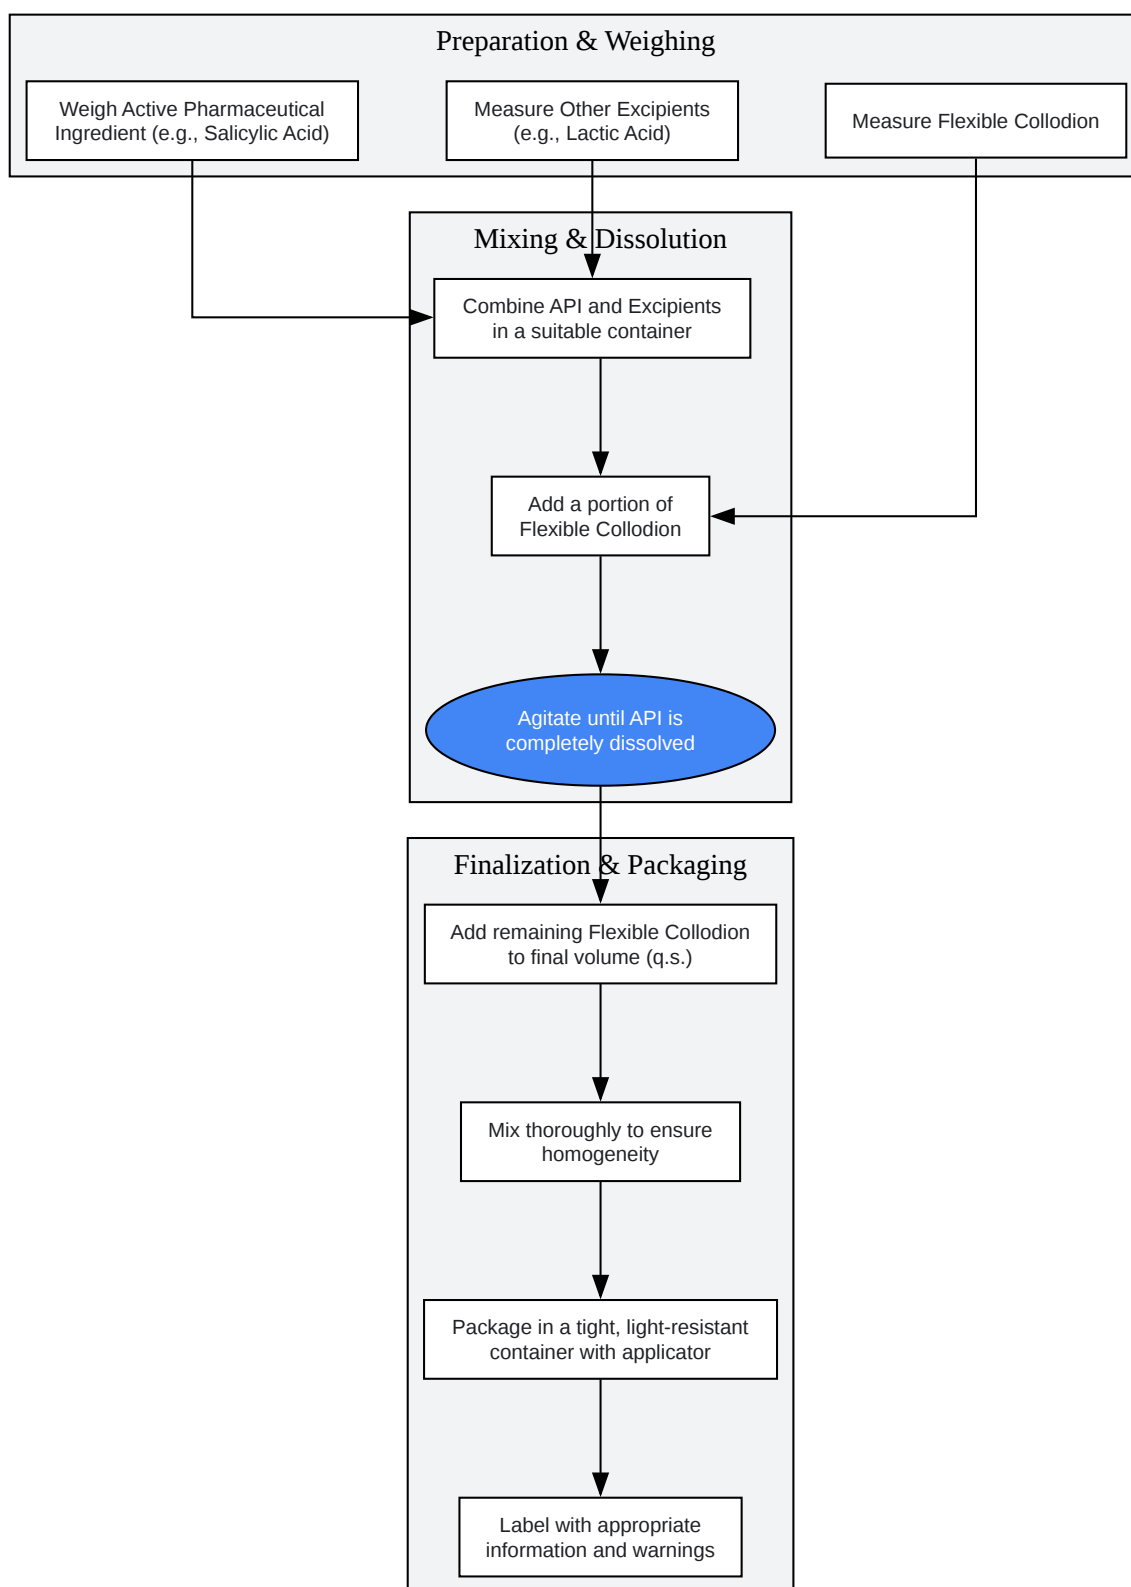 Preparation & Weighing
Weigh Active Pharmaceutical
Ingredient (e.g., Salicylic Acid)
Measure Other Excipients
(e.g., Lactic Acid)
Measure Flexible Collodion
Mixing & Dissolution
Combine API and Excipients
in a suitable container
Add a portion of
Flexible Collodion
Agitate until API is
completely dissolved
Finalization & Packaging
Add remaining Flexible Collodion
to final volume (q.s.)
Mix thoroughly to ensure
homogeneity
Package in a tight, light-resistant
container with applicator
Label with appropriate
information and warnings